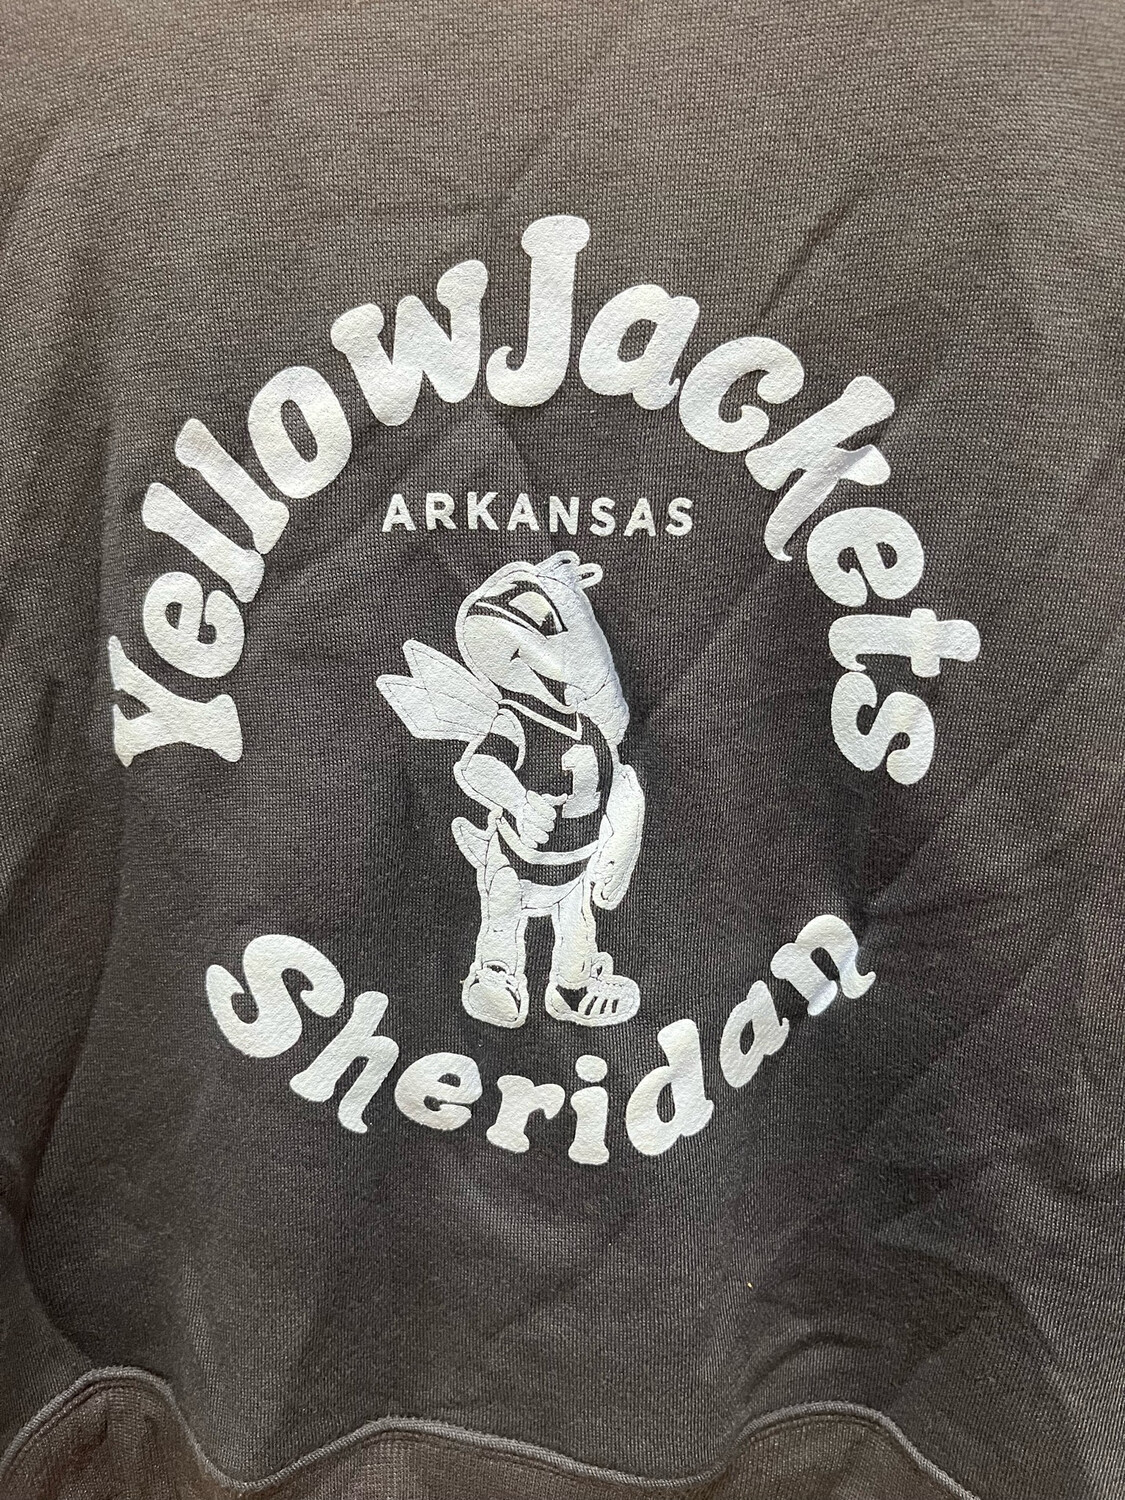 YellowJackets
ARKANSAS
1
Sheridan